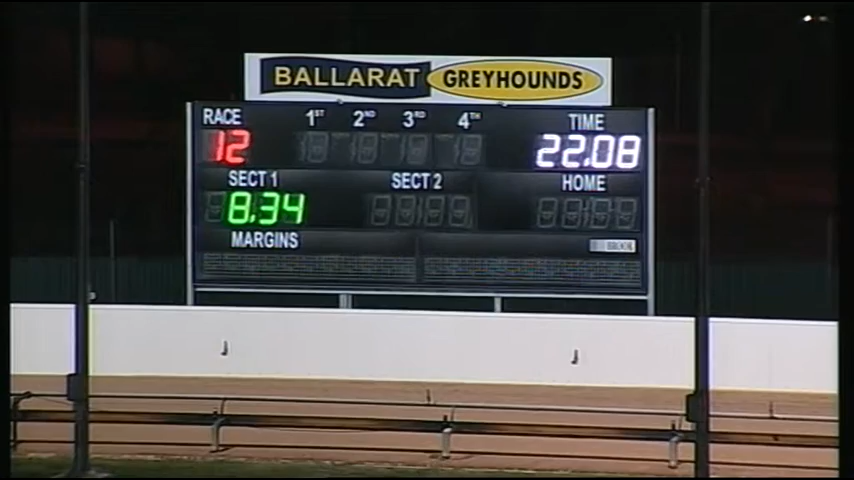 BALLARAT GREYHOUNDS
RACE 1ST 2ND 3RD 4TH TIME
12 22.08
SECT 1 SECT 2 HOME
8.34
MARGINS